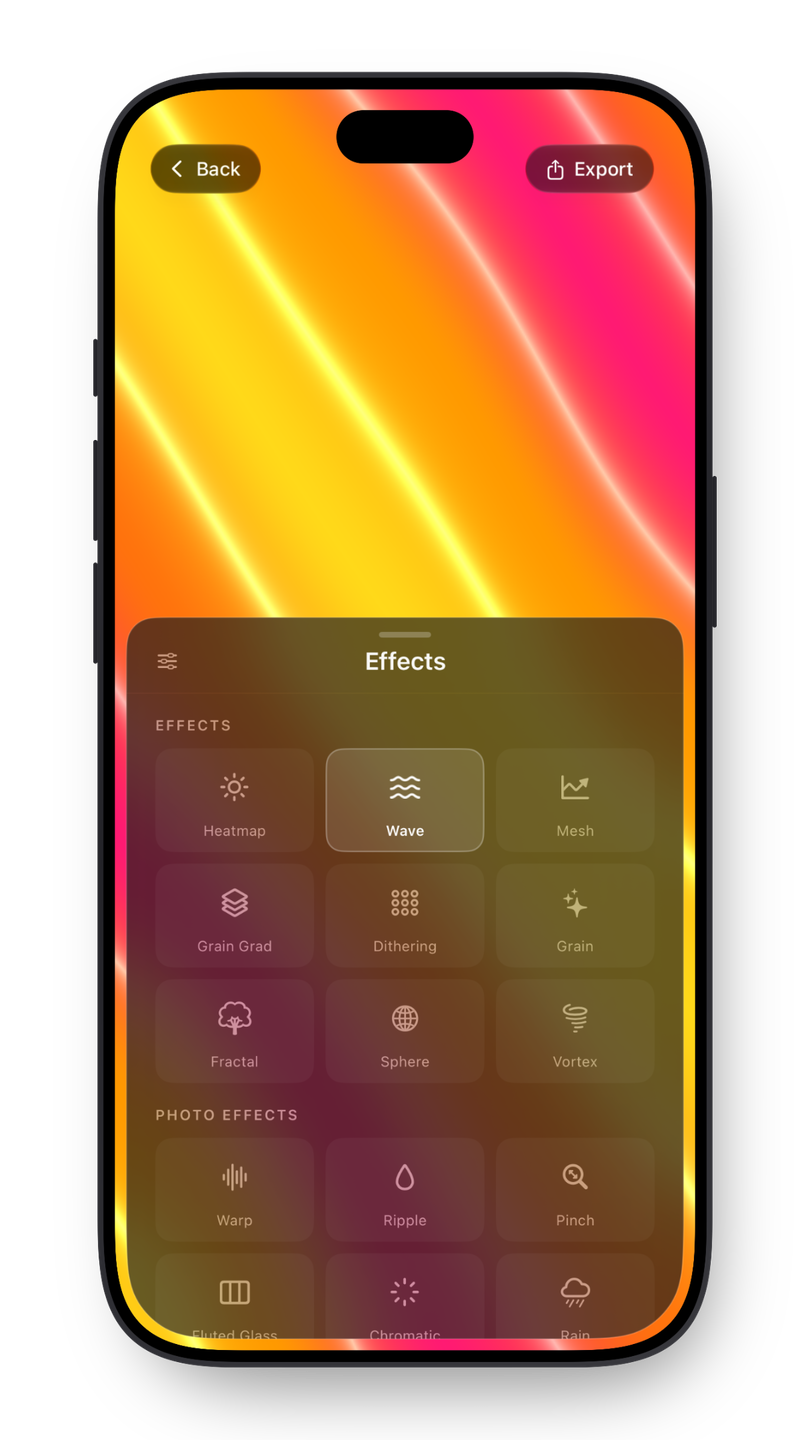 Back
Export
Effects
EFFECTS
Heatmap
Wave
Mesh
Grain Grad
Dithering
Grain
Fractal
Sphere
Vortex
PHOTO EFFECTS
Warp
Ripple
Pinch
Fluted Glass
Chromatic
Rain